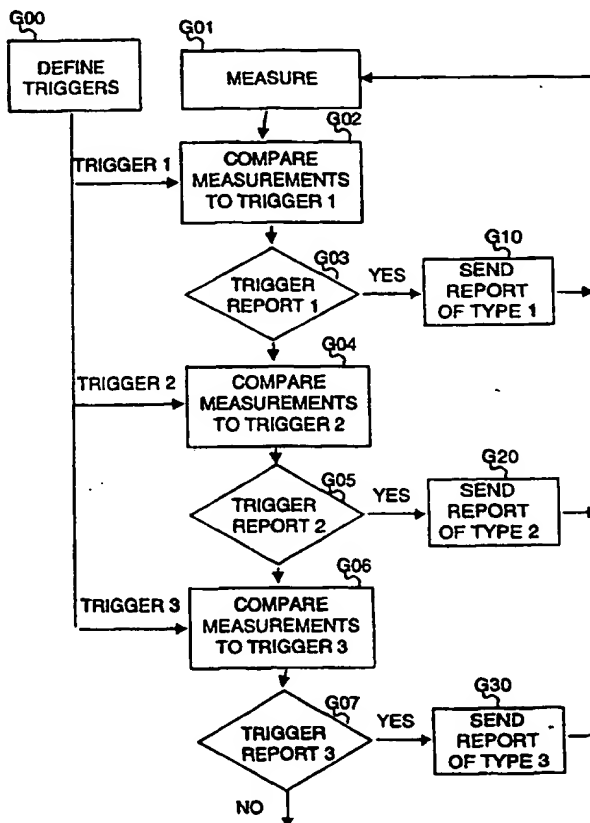 G00
DEFINE
TRIGGERS
G01
MEASURE
G02
TRIGGER 1
COMPARE
MEASUREMENTS
TO TRIGGER 1
G03
TRIGGER
REPORT 1
YES
G10
SEND
REPORT
OF TYPE 1
G04
TRIGGER 2
COMPARE
MEASUREMENTS
TO TRIGGER 2
G05
TRIGGER
REPORT 2
YES
G20
SEND
REPORT
OF TYPE 2
G06
TRIGGER 3
COMPARE
MEASUREMENTS
TO TRIGGER 3
G07
TRIGGER
REPORT 3
YES
G30
SEND
REPORT
OF TYPE 3
NO